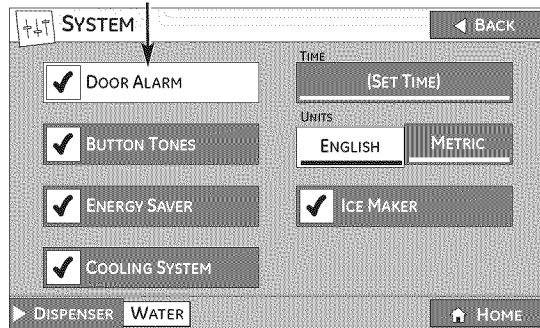 SYSTEM
BACK
DOOR ALARM
TIME
(SET TIME)
BUTTON TONES
UNITS
ENGLISH
METRIC
ENERGY SAVER
ICE MAKER
COOLING SYSTEM
DISPENSER
WATER
HOME